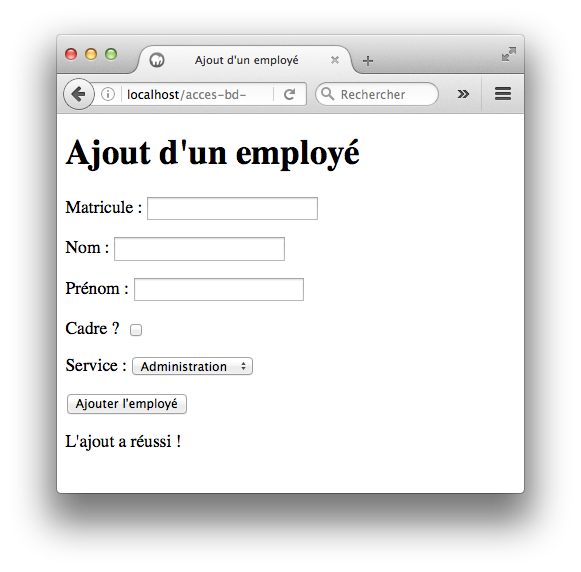 Ajout d'un employé
localhost/acces-bd-
Rechercher
Ajout d'un employé
Matricule :
Nom :
Prénom :
Cadre ?
Service : Administration
Ajouter l'employé
L'ajout a réussi !